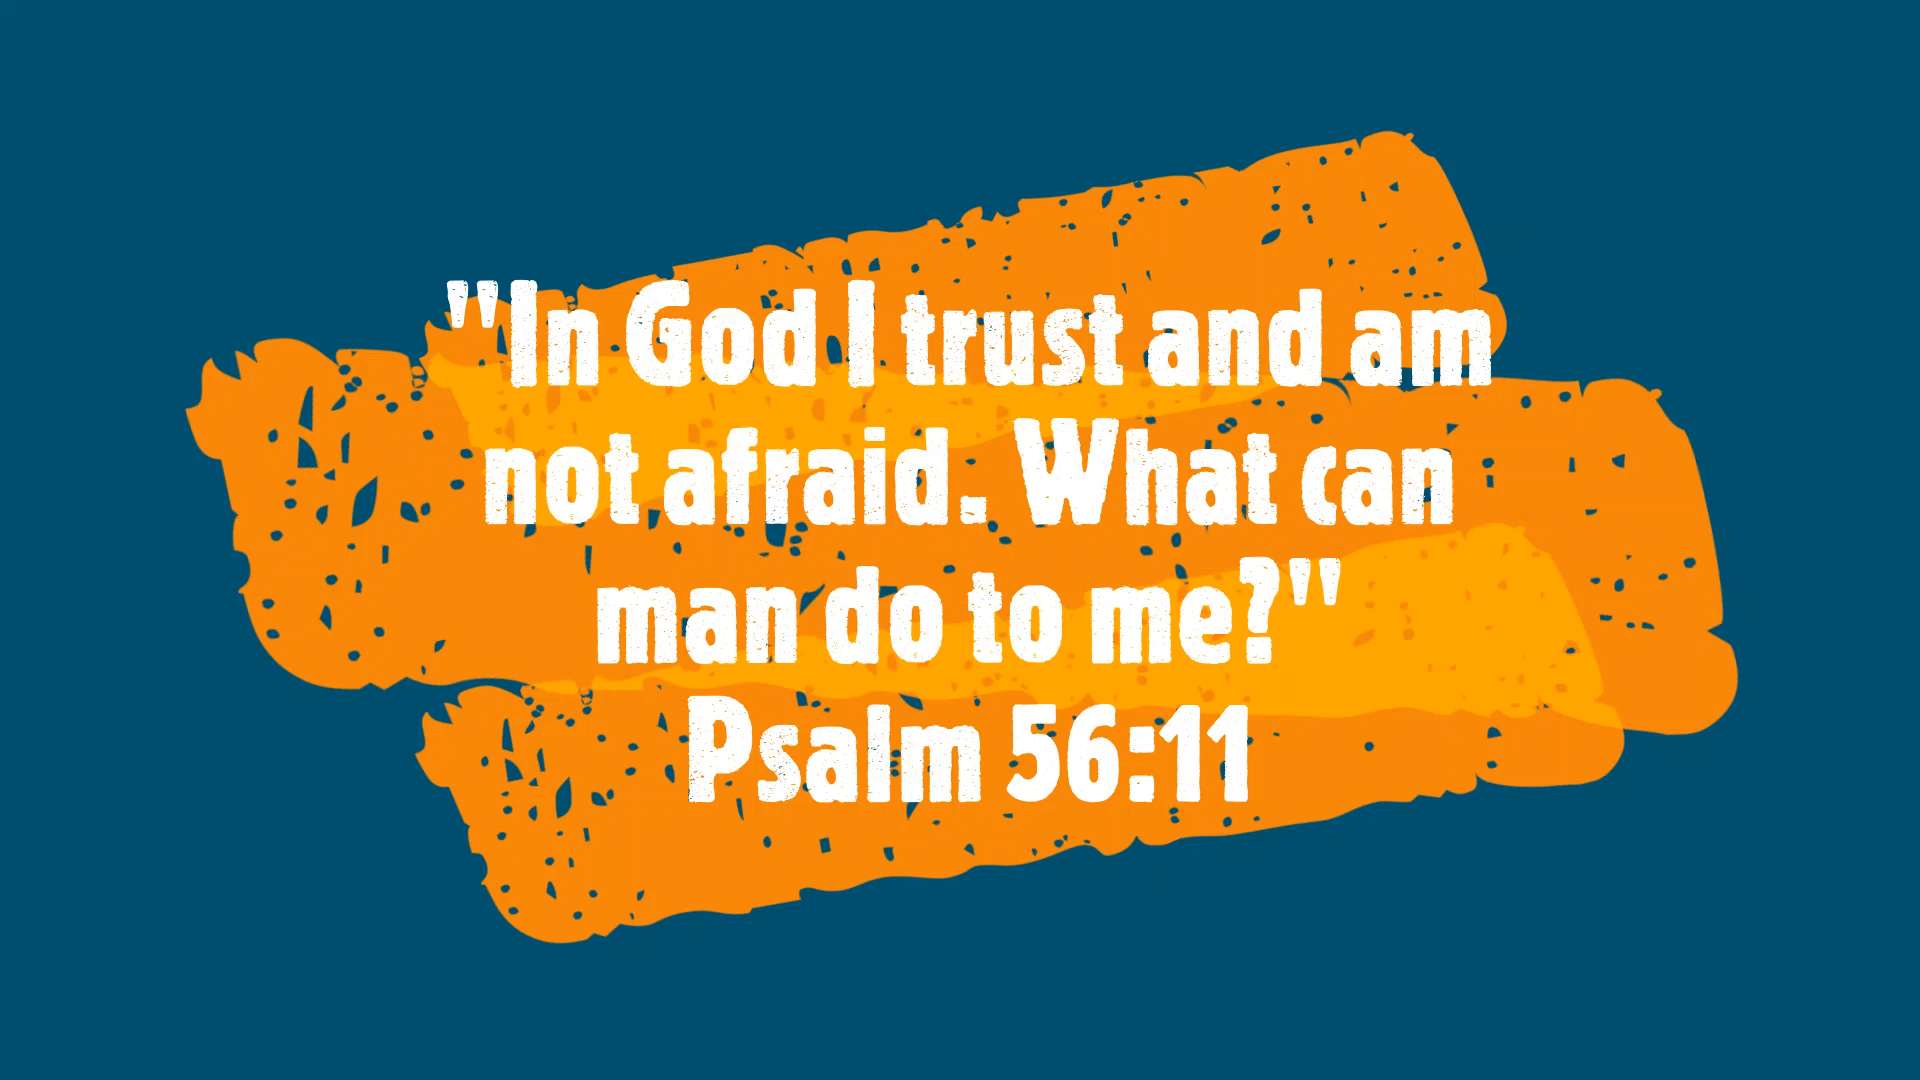 "In God I trust and am
not afraid. What can
man do to me?"
Psalm 56:11